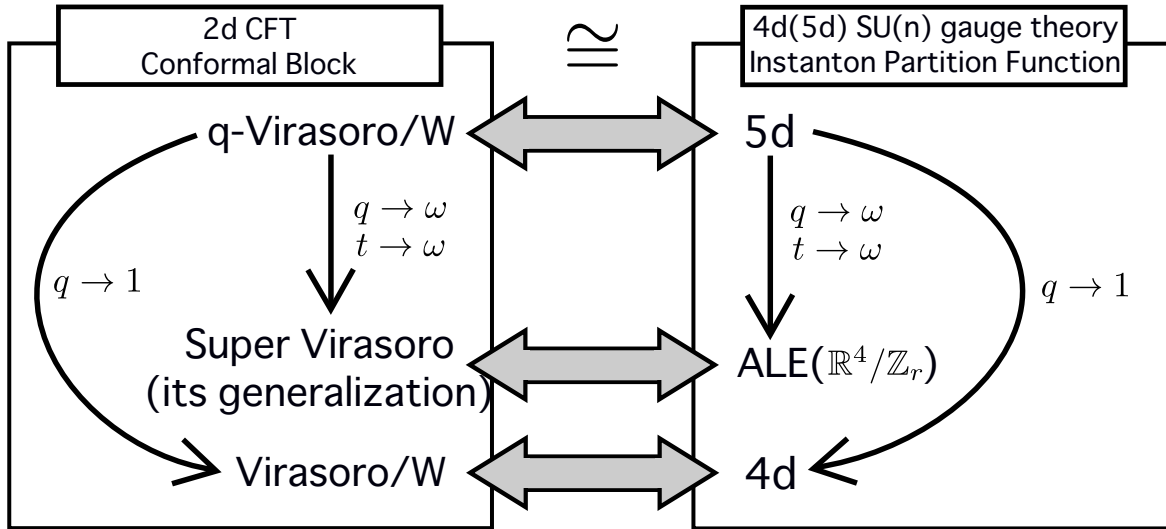 2d CFT
Conformal Block
≅
4d(5d) SU(n) gauge theory
Instanton Partition Function
q-Virasoro/W
5d
q → ω
t → ω
q → ω
t → ω
q → 1
q → 1
Super Virasoro
(its generalization)
ALE(ℝ⁴/ℤᵣ)
Virasoro/W
4d